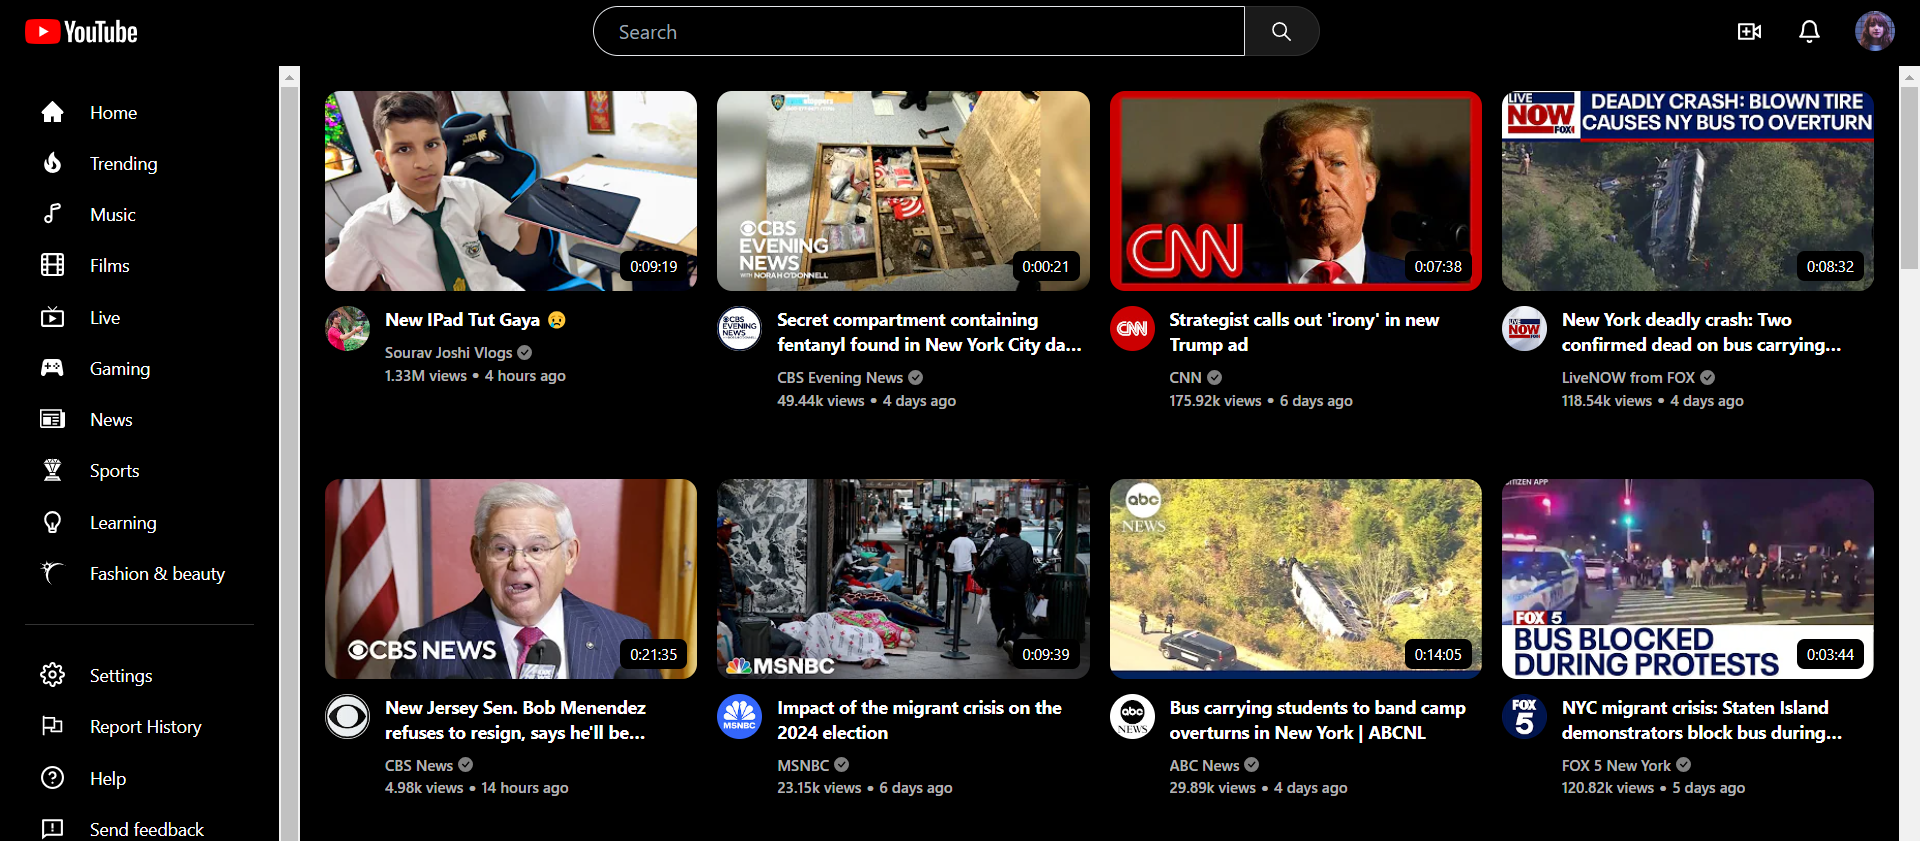 YouTube
Search
Home
Trending
Music
Films
Live
Gaming
News
Sports
Learning
Fashion & beauty
Settings
Report History
Help
Send feedback
0:09:19
New IPad Tut Gaya 😥
Sourav Joshi Vlogs
1.33M views • 4 hours ago
CBS
EVENING
NEWS
WITH NORAH O'DONNELL
0:00:21
CBS
EVENING
NEWS
Secret compartment containing
fentanyl found in New York City da...
CBS Evening News
49.44k views • 4 days ago
CNN
0:07:38
CNN
Strategist calls out 'irony' in new
Trump ad
CNN
175.92k views • 6 days ago
LIVE
NOW
FOX
DEADLY CRASH: BLOWN TIRE
CAUSES NY BUS TO OVERTURN
0:08:32
NOW
New York deadly crash: Two
confirmed dead on bus carrying...
LiveNOW from FOX
118.54k views • 4 days ago
CBS NEWS
0:21:35
New Jersey Sen. Bob Menendez
refuses to resign, says he'll be...
CBS News
4.98k views • 14 hours ago
MSNBC
0:09:39
MSNBC
Impact of the migrant crisis on the
2024 election
MSNBC
23.15k views • 6 days ago
abc
NEWS
0:14:05
abc
NEWS
Bus carrying students to band camp
overturns in New York | ABCNL
ABC News
29.89k views • 4 days ago
CITIZEN APP
FOX 5
BUS BLOCKED
DURING PROTESTS
0:03:44
FOX
5
NYC migrant crisis: Staten Island
demonstrators block bus during...
FOX 5 New York
120.82k views • 5 days ago